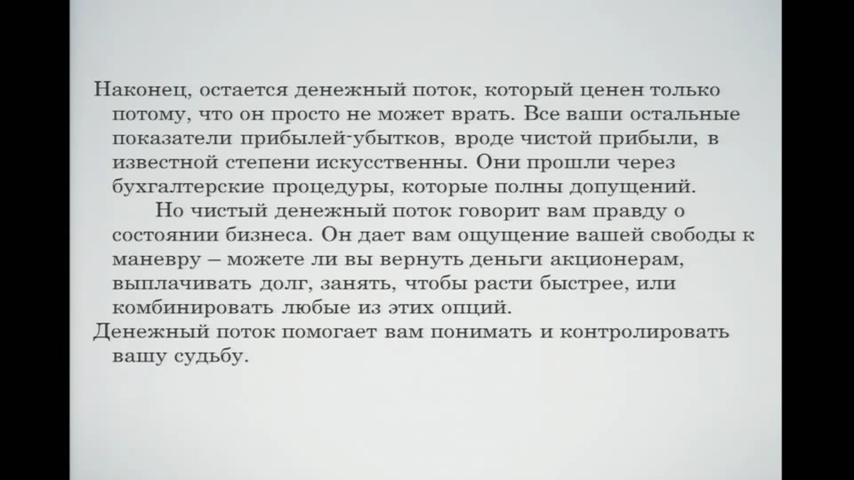 Наконец, остается денежный поток, который ценен только
потому, что он просто не может врать. Все ваши остальные
показатели прибылей-убытков, вроде чистой прибыли, в
известной степени искусственны. Они прошли через
бухгалтерские процедуры, которые полны допущений.
Но чистый денежный поток говорит вам правду о
состоянии бизнеса. Он дает вам ощущение вашей свободы к
маневру – можете ли вы вернуть деньги акционерам,
выплачивать долг, занять, чтобы расти быстрее, или
комбинировать любые из этих опций.
Денежный поток помогает вам понимать и контролировать
вашу судьбу.